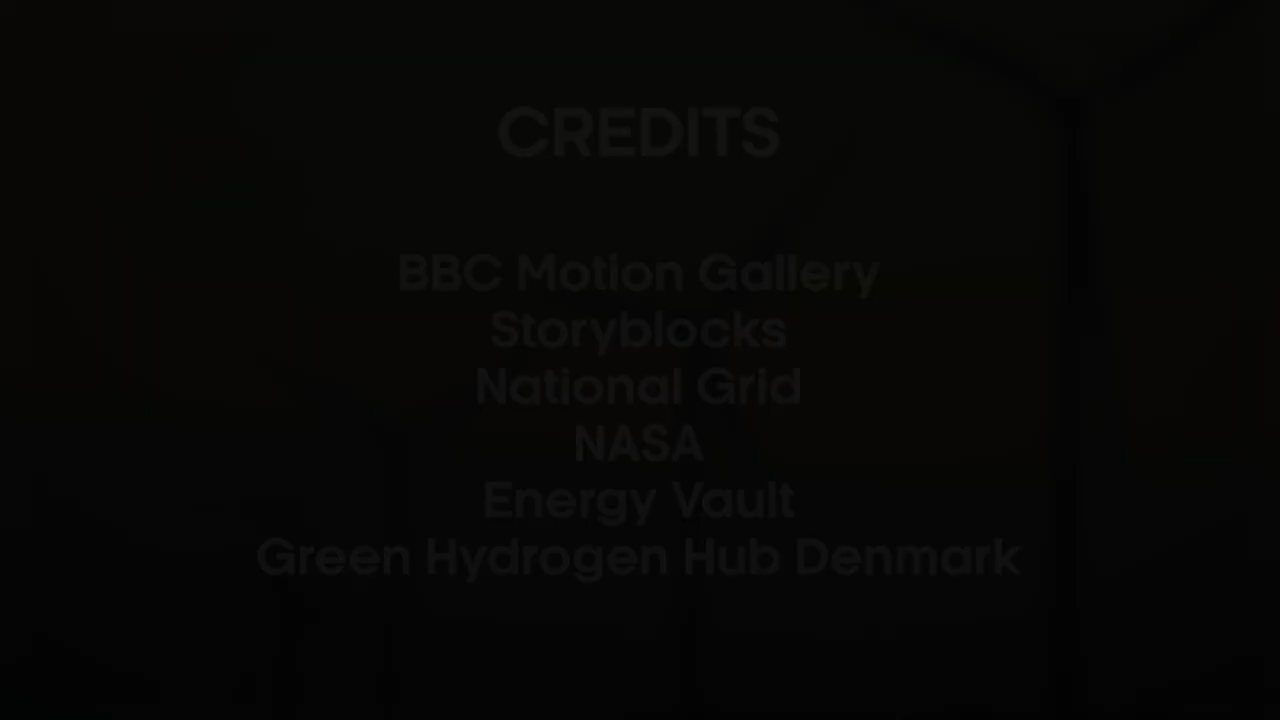 CREDITS
BBC Motion Gallery
Storyblocks
National Grid
NASA
Energy Vault
Green Hydrogen Hub Denmark